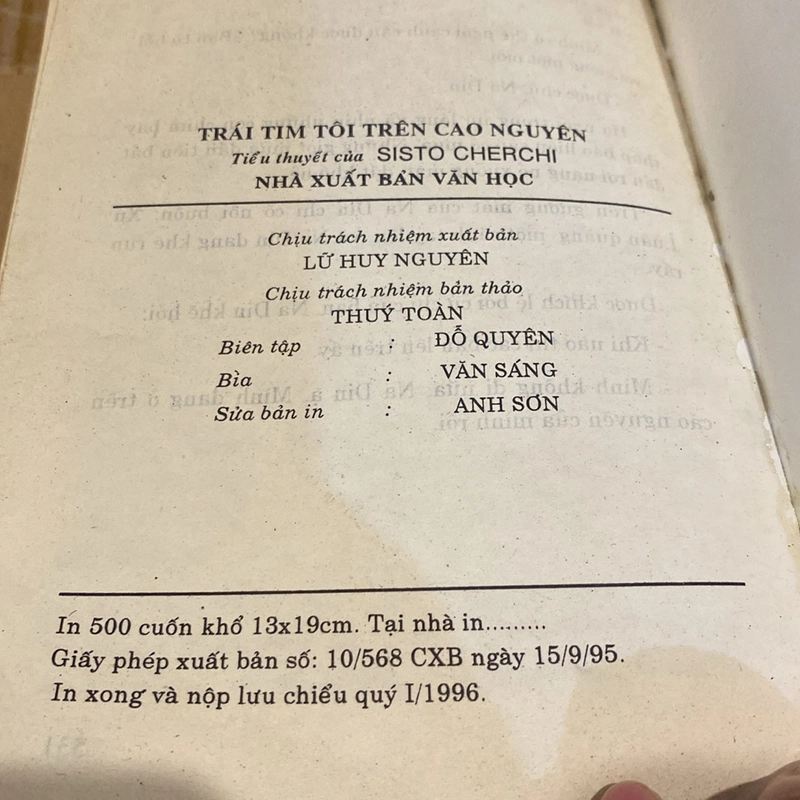 TRÁI TIM TÔI TRÊN CAO NGUYÊN
Tiểu thuyết của SISTO CHERCHI
NHÀ XUẤT BẢN VĂN HỌC
Chịu trách nhiệm xuất bản
LỮ HUY NGUYÊN
Chịu trách nhiệm bản thảo
THUÝ TOÀN
Biên tập : ĐỖ QUYÊN
Bìa : VĂN SÁNG
Sửa bản in : ANH SƠN
In 500 cuốn khổ 13x19cm. Tại nhà in.........
Giấy phép xuất bản số: 10/568 CXB ngày 15/9/95.
In xong và nộp lưu chiểu quý I/1996.